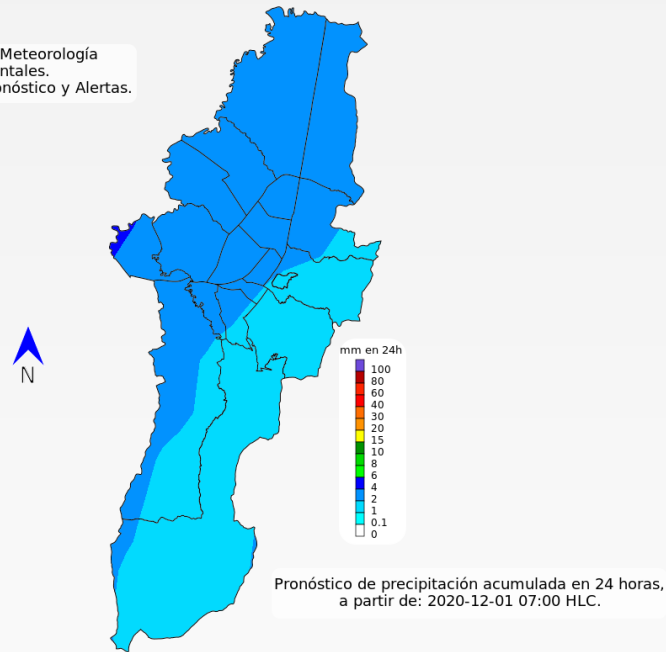 Meteorología
ntales.
onóstico y Alertas.
N
mm en 24h
100
80
60
40
30
20
15
10
8
6
4
2
1
0.1
0
Pronóstico de precipitación acumulada en 24 horas,
a partir de: 2020-12-01 07:00 HLC.